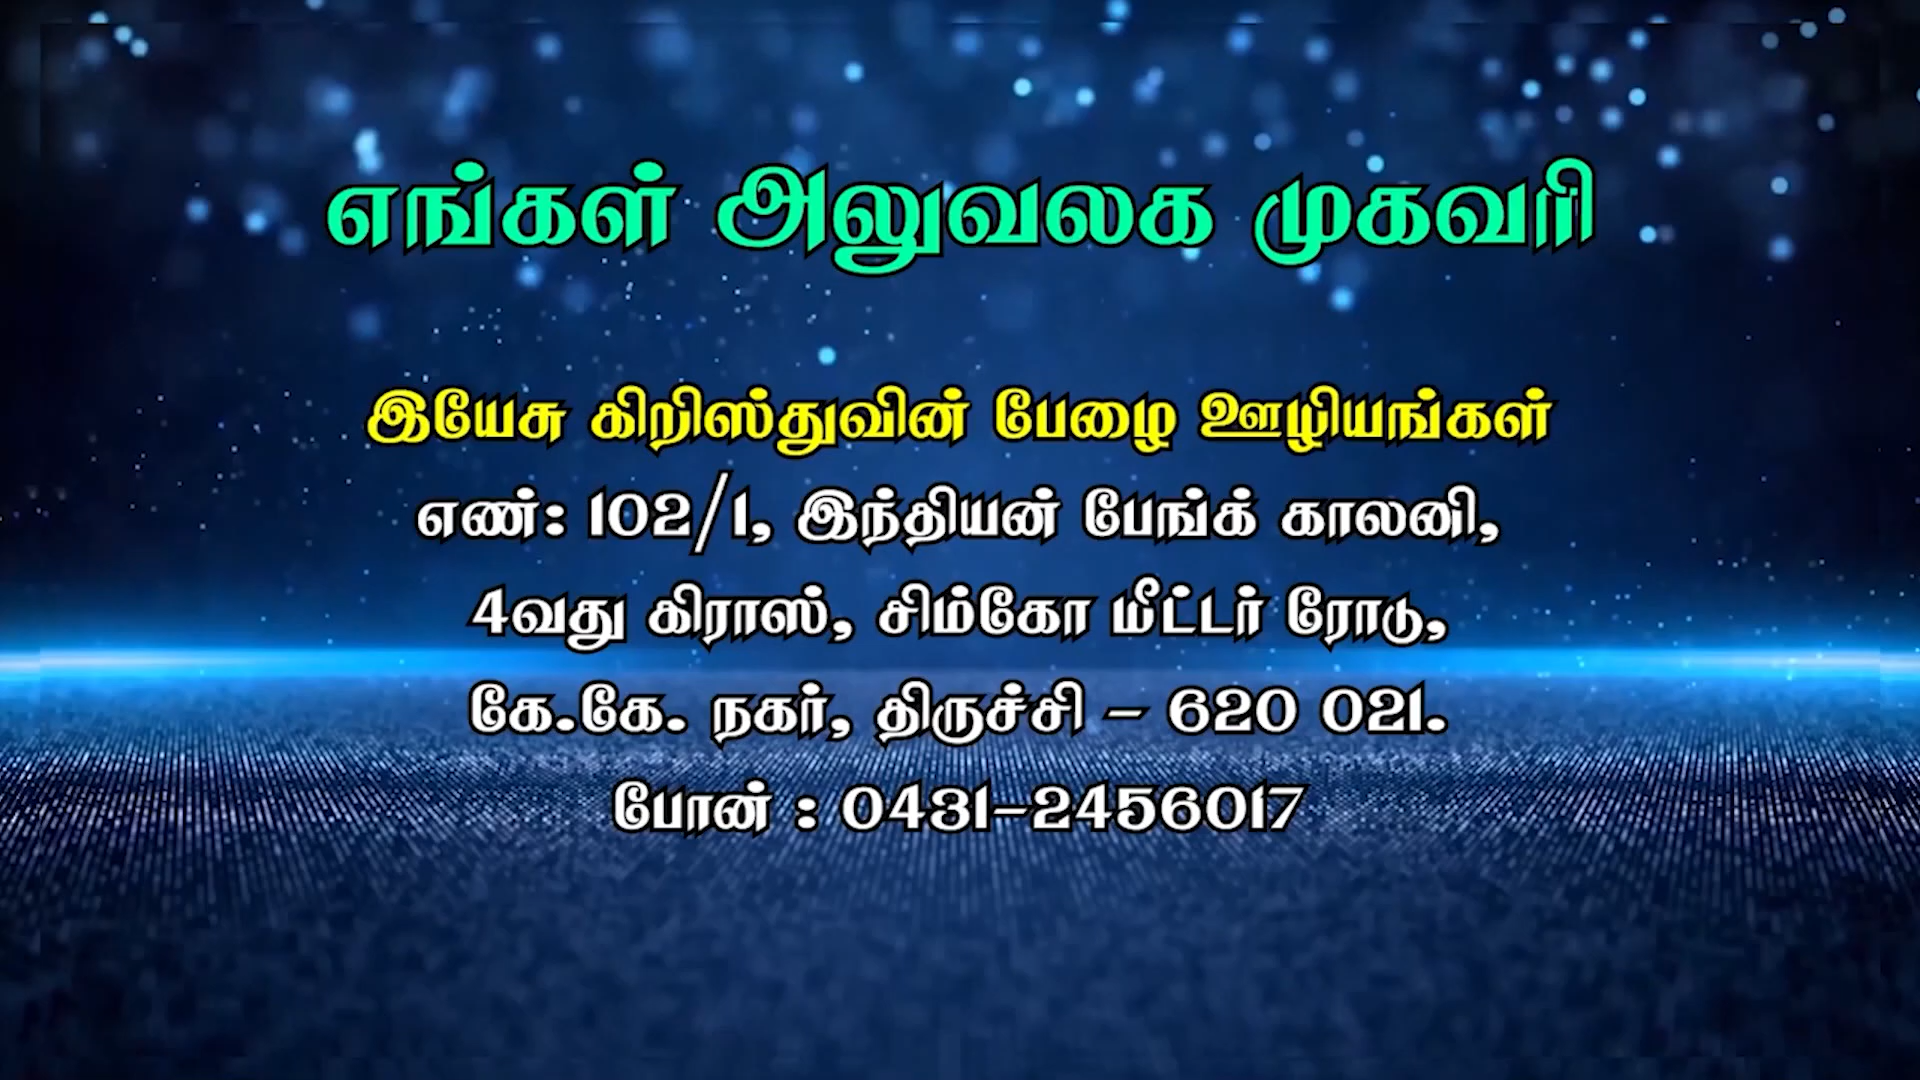 எங்கள் அலுவலக முகவரி
இயேசு கிறிஸ்துவின் பேழை ஊழியங்கள்
எண்: 102/1, இந்தியன் பேங்க் காலனி,
4வது கிராஸ், சிம்கோ மீட்டர் ரோடு,
கே.கே. நகர், திருச்சி - 620 021.
போன் : 0431-2456017